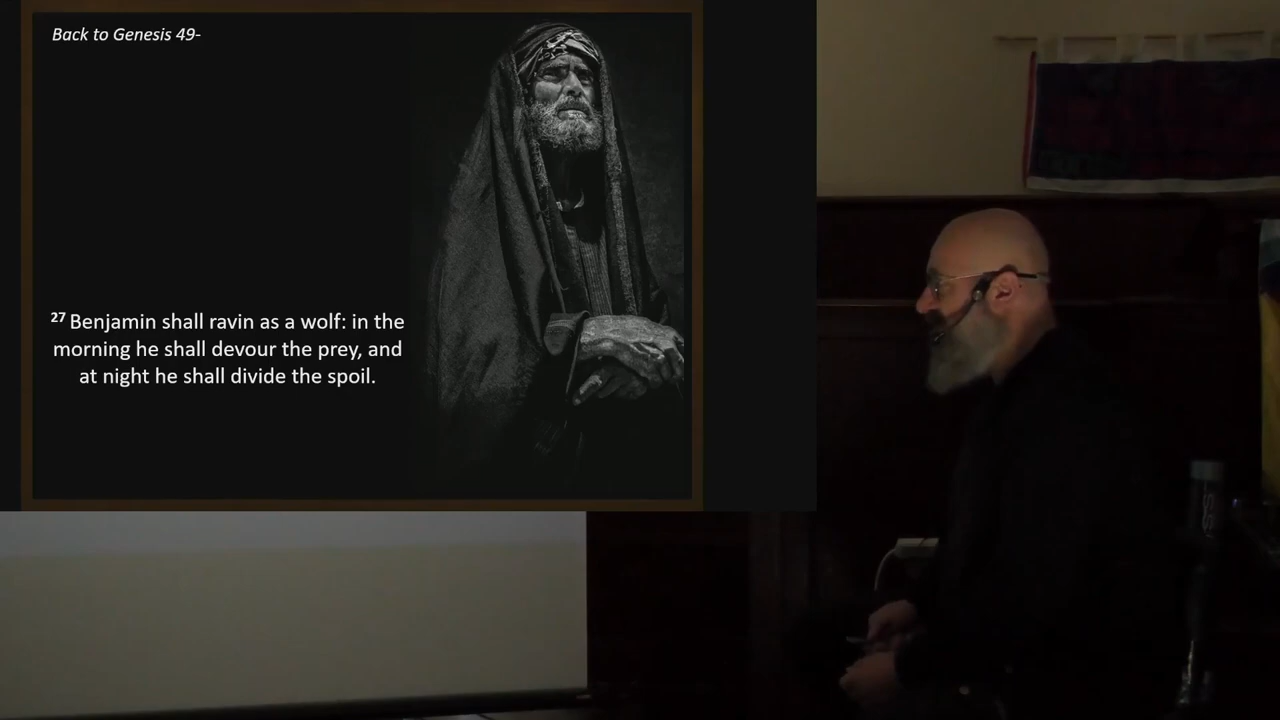 Back to Genesis 49-
27 Benjamin shall ravin as a wolf: in the
morning he shall devour the prey, and
at night he shall divide the spoil.